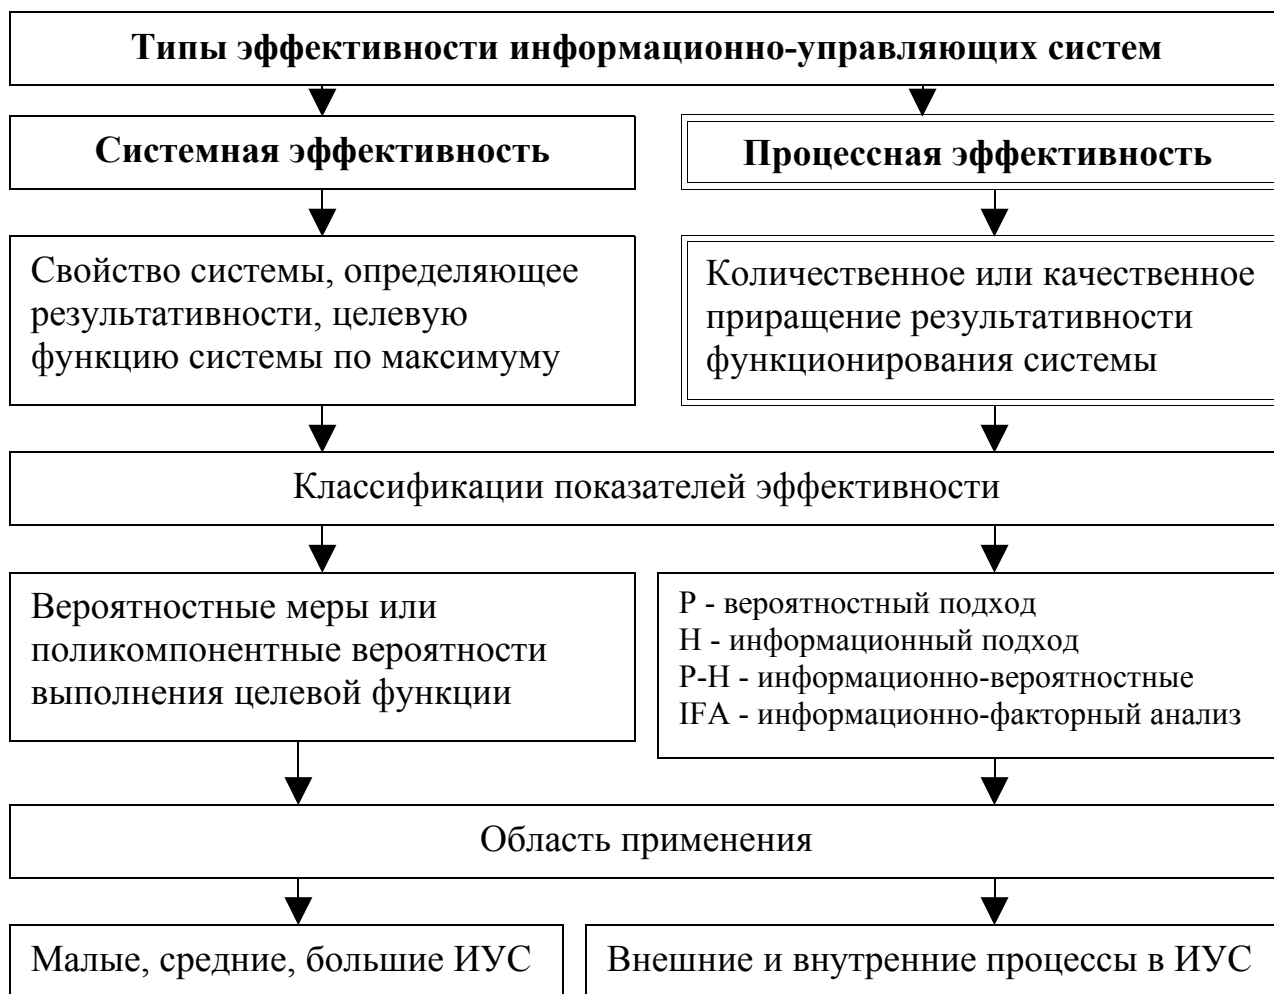 Типы эффективности информационно-управляющих систем
Системная эффективность
Процессная эффективность
Свойство системы, определяющее
результативности, целевую
функцию системы по максимуму
Количественное или качественное
приращение результативности
функционирования системы
Классификации показателей эффективности
Вероятностные меры или
поликомпонентные вероятности
выполнения целевой функции
P - вероятностный подход
H - информационный подход
P-H - информационно-вероятностные
IFA - информационно-факторный анализ
Область применения
Малые, средние, большие ИУС
Внешние и внутренние процессы в ИУС